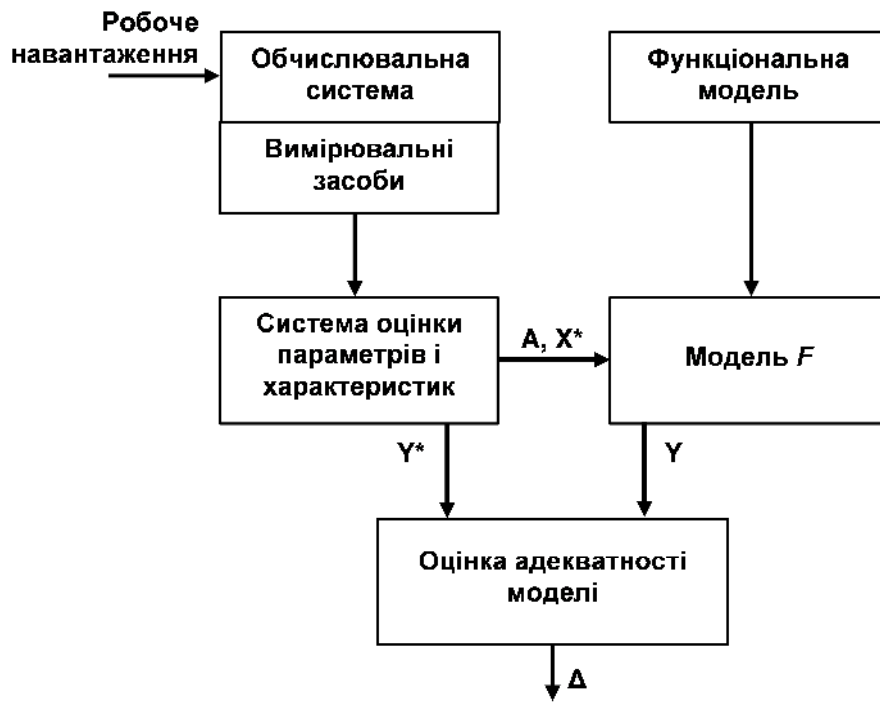 Робоче
навантаження
Обчислювальна
система
Функціональна
модель
Вимірювальні
засоби
Система оцінки
параметрів і
характеристик
A, X*
Модель F
Y*
Y
Оцінка адекватності
моделі
Δ